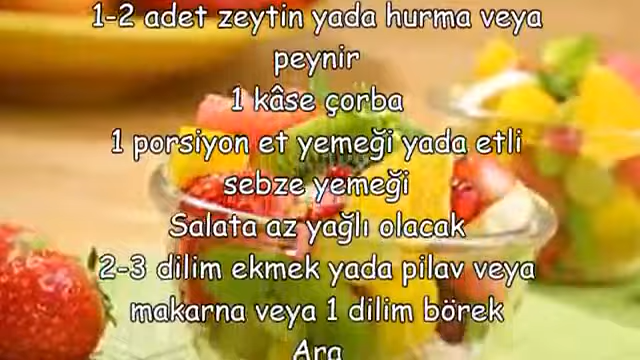 1-2 adet zeytin yada hurma veya
peynir
1 kâse çorba
1 porsiyon et yemeği yada etli
sebze yemeği
Salata az yağlı olacak
2-3 dilim ekmek yada pilav veya
makarna veya 1 dilim börek
Ara